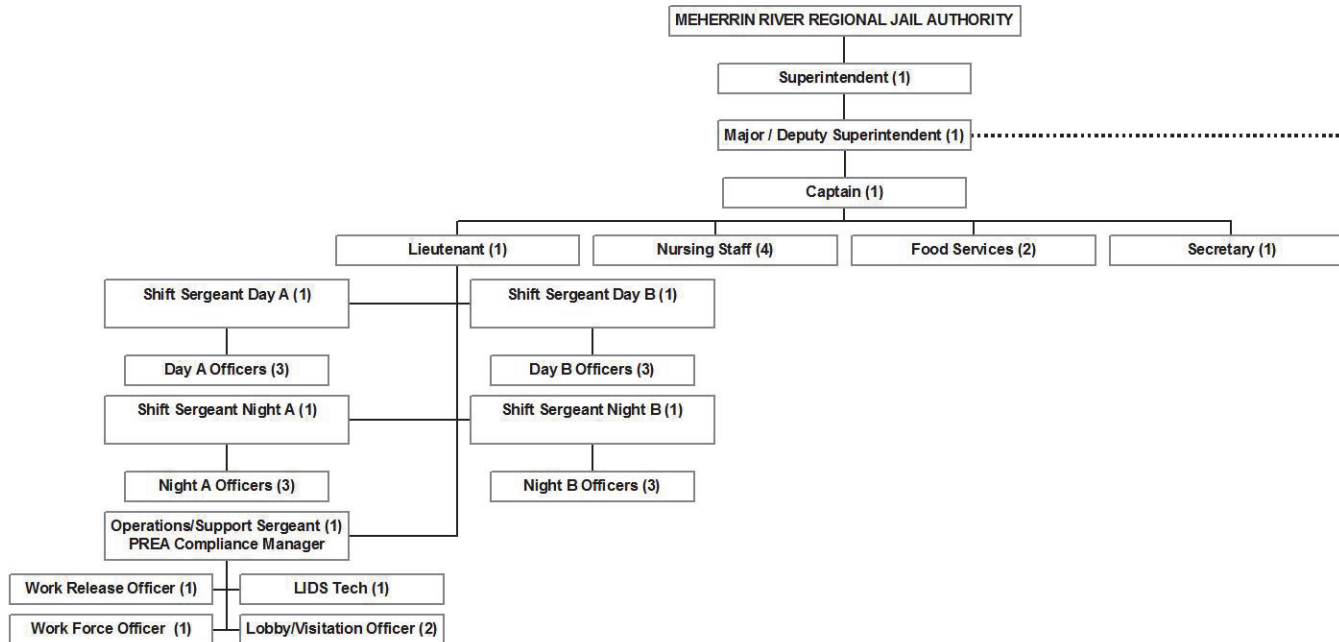 MEHERRIN RIVER REGIONAL JAIL AUTHORITY
Superintendent (1)
Major / Deputy Superintendent (1)
Captain (1)
Lieutenant (1)
Nursing Staff (4)
Food Services (2)
Secretary (1)
Shift Sergeant Day A (1)
Shift Sergeant Day B (1)
Day A Officers (3)
Day B Officers (3)
Shift Sergeant Night A (1)
Shift Sergeant Night B (1)
Night A Officers (3)
Night B Officers (3)
Operations/Support Sergeant (1)
PREA Compliance Manager
Work Release Officer (1)
LIDS Tech (1)
Work Force Officer (1)
Lobby/Visitation Officer (2)